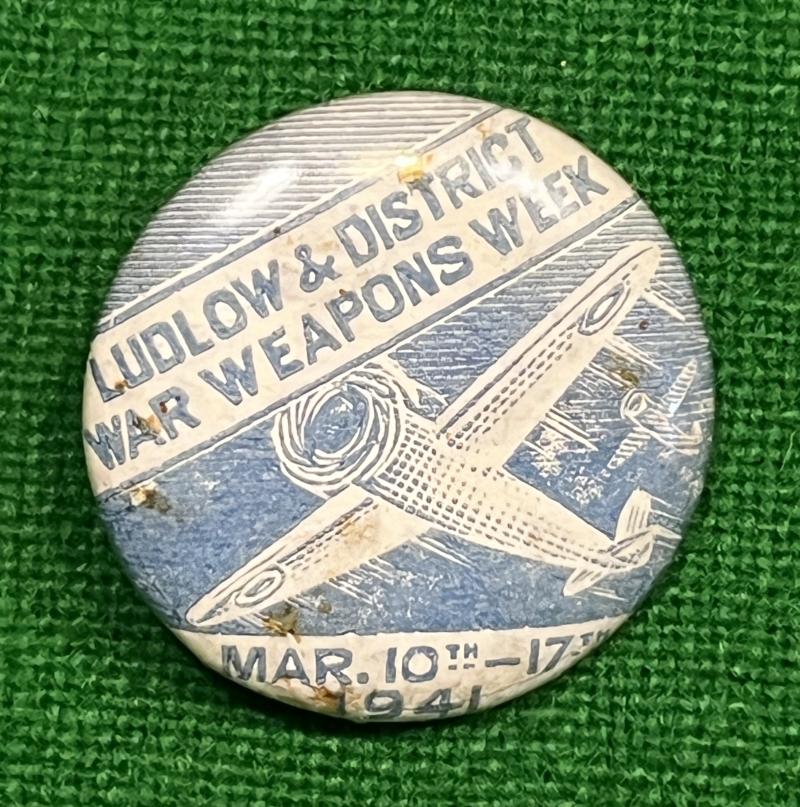 LUDLOW & DISTRICT
WAR WEAPONS WEEK
MAR. 10TH – 17TH
1941